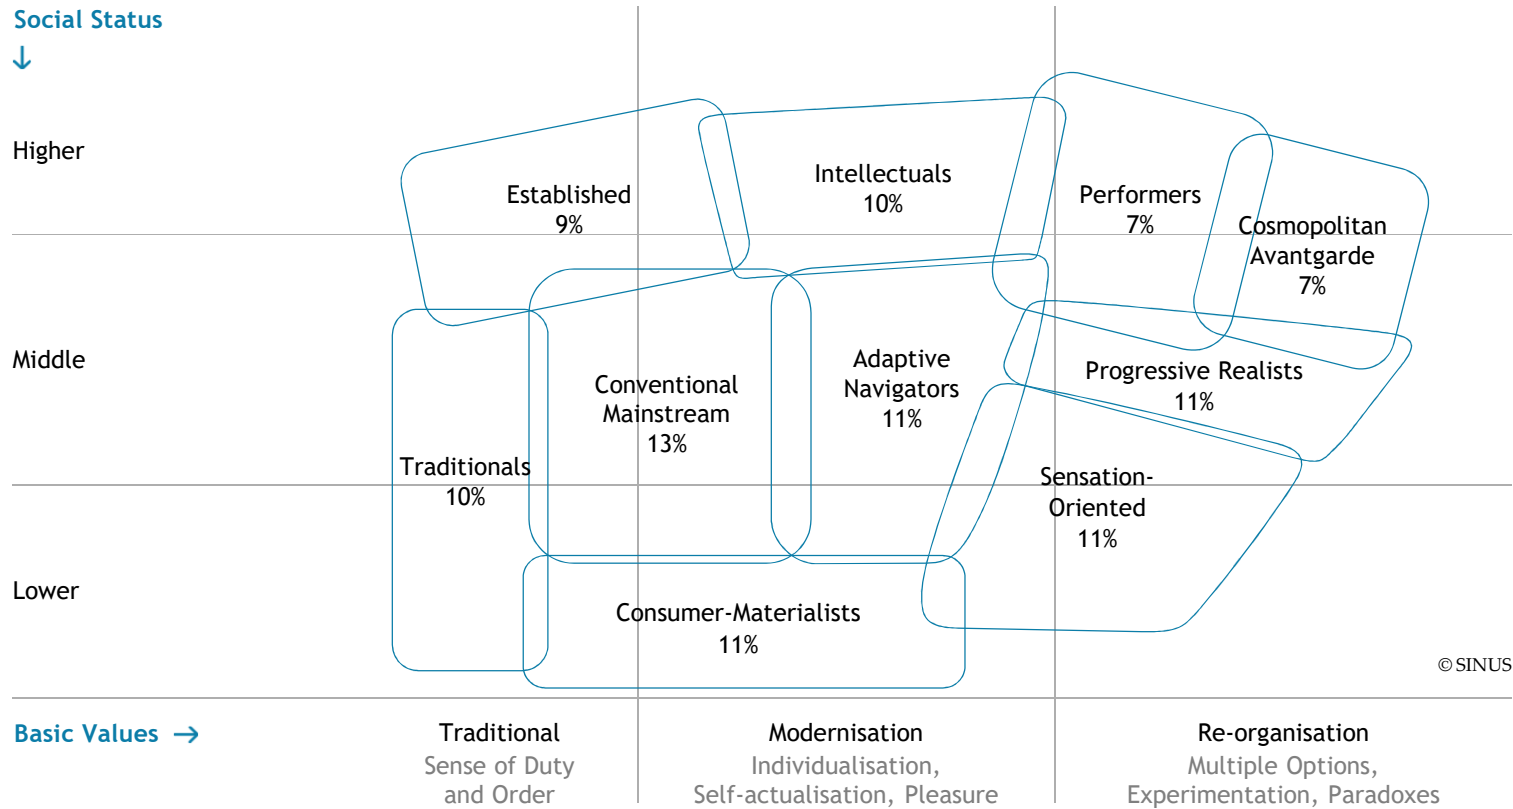 Social Status
↓
Higher
Established
9%
Intellectuals
10%
Performers
7%
Cosmopolitan
Avantgarde
7%
Middle
Conventional
Mainstream
13%
Adaptive
Navigators
11%
Progressive Realists
11%
Traditionals
10%
Sensation-
Oriented
11%
Lower
Consumer-Materialists
11%
© SINUS
Basic Values →
Traditional
Sense of Duty
and Order
Modernisation
Individualisation,
Self-actualisation, Pleasure
Re-organisation
Multiple Options,
Experimentation, Paradoxes